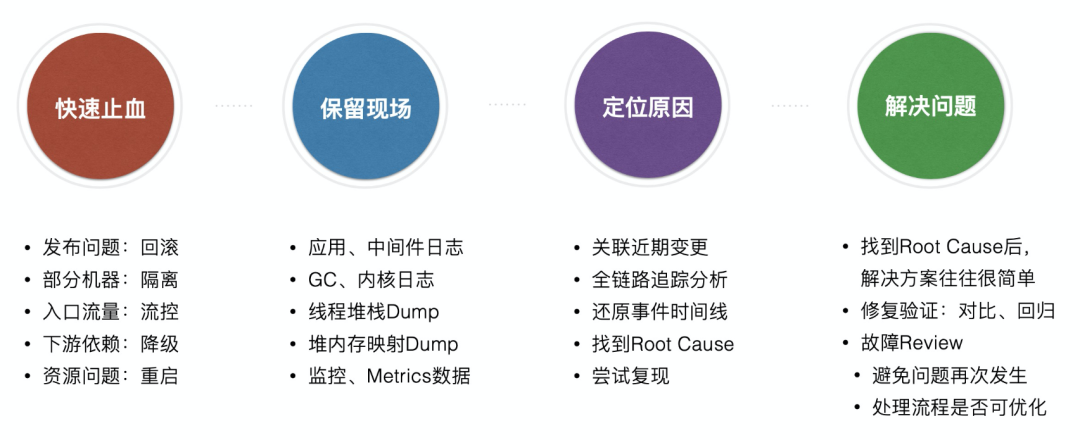 快速止血
保留现场
定位原因
解决问题
• 发布问题：回滚
• 部分机器：隔离
• 入口流量：流控
• 下游依赖：降级
• 资源问题：重启
• 应用、中间件日志
• GC、内核日志
• 线程堆栈Dump
• 堆内存映射Dump
• 监控、Metrics数据
• 关联近期变更
• 全链路追踪分析
• 还原事件时间线
• 找到Root Cause
• 尝试复现
• 找到Root Cause后，
解决方案往往很简单
• 修复验证：对比、回归
• 故障Review
• 避免问题再次发生
• 处理流程是否可优化